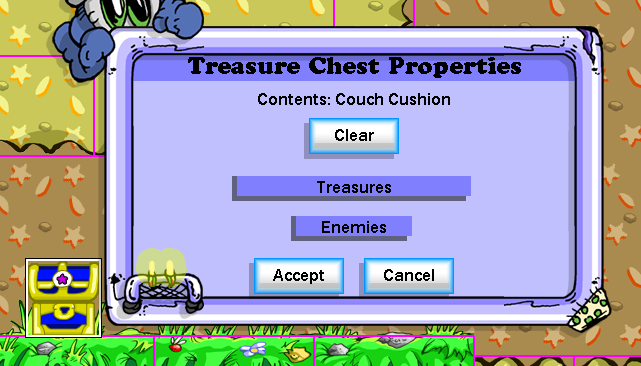 Treasure Chest Properties
Contents: Couch Cushion
Clear
Treasures
Enemies
Accept Cancel